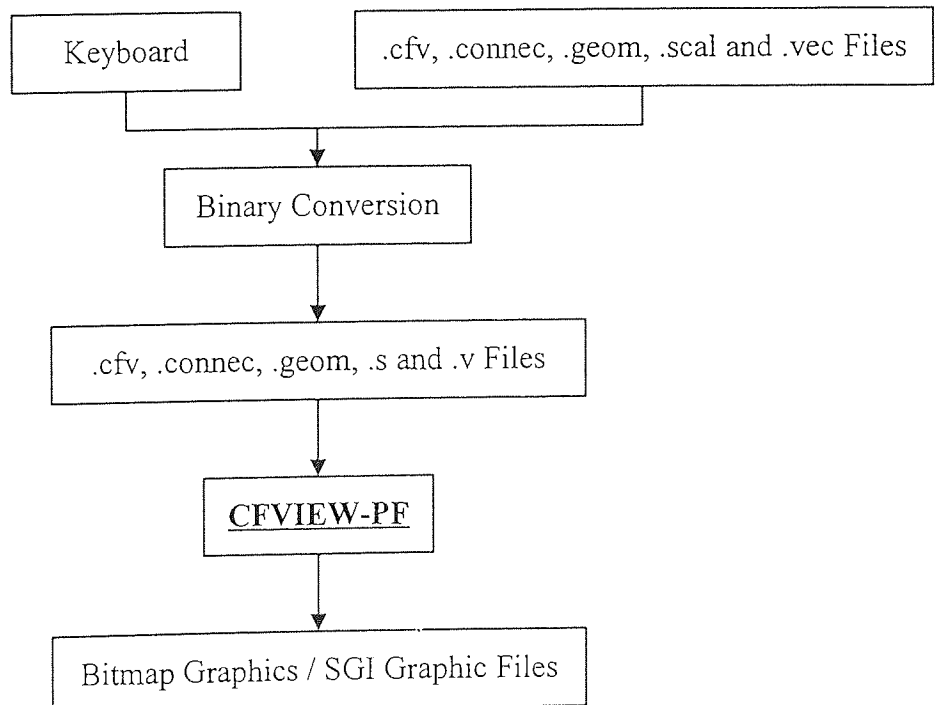 Keyboard
.cfv, .connec, .geom, .scal and .vec Files
Binary Conversion
.cfv, .connec, .geom, .s and .v Files
CFVIEW-PF
Bitmap Graphics / SGI Graphic Files